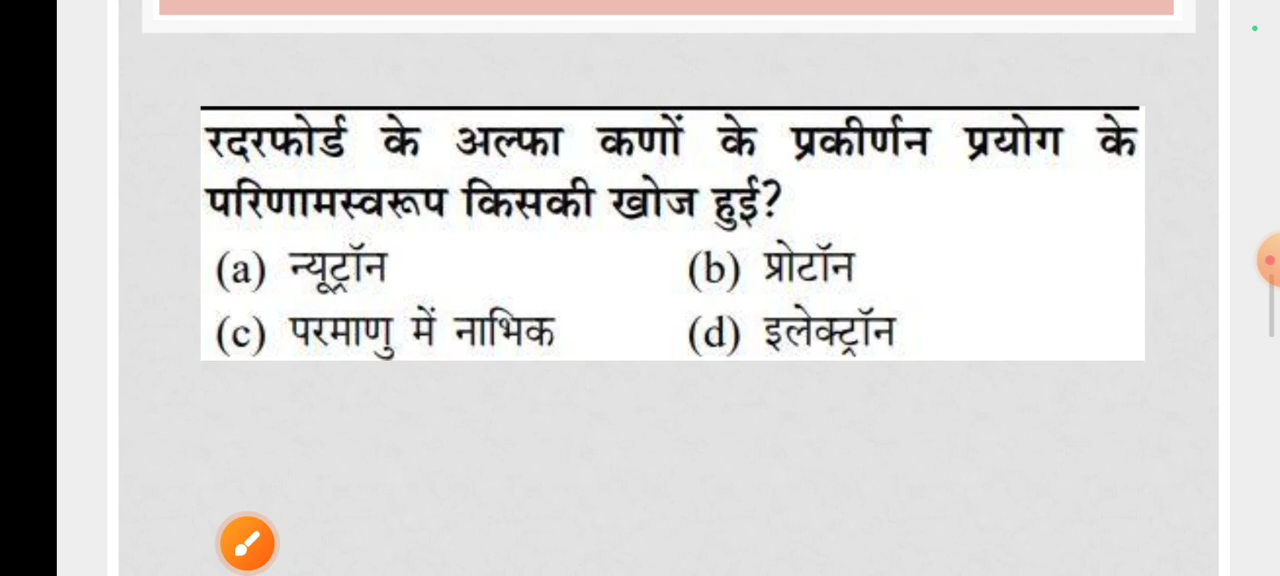 रदरफोर्ड के अल्फा कणों के प्रकीर्णन प्रयोग के
परिणामस्वरूप किसकी खोज हुई?
(a) न्यूट्रॉन (b) प्रोटॉन
(c) परमाणु में नाभिक (d) इलेक्ट्रॉन